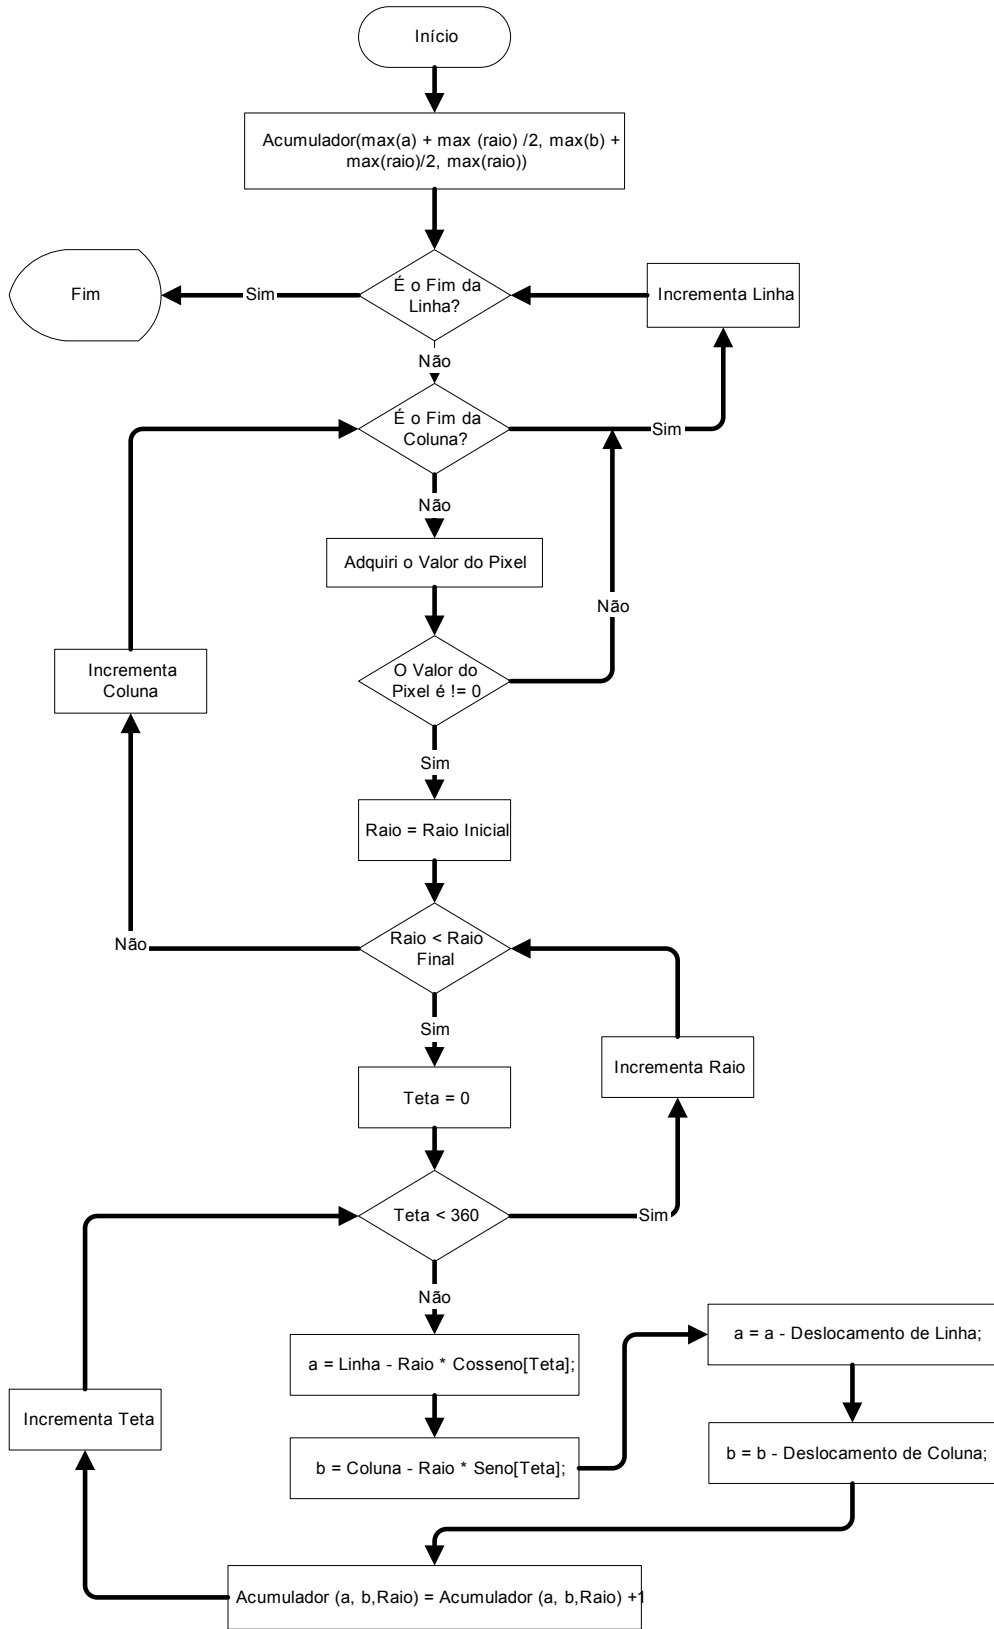 Início
Acumulador(max(a) + max (raio) /2, max(b) +
max(raio)/2, max(raio))
É o Fim da
Linha?
Sim
Fim
Incrementa Linha
Não
É o Fim da
Coluna?
Sim
Não
Adquiri o Valor do Pixel
Não
O Valor do
Pixel é != 0
Incrementa
Coluna
Sim
Raio = Raio Inicial
Raio < Raio
Final
Não
Sim
Incrementa Raio
Teta = 0
Teta < 360
Sim
Não
a = Linha - Raio * Cosseno[Teta];
a = a - Deslocamento de Linha;
Incrementa Teta
b = Coluna - Raio * Seno[Teta];
b = b - Deslocamento de Coluna;
Acumulador (a, b,Raio) = Acumulador (a, b,Raio) +1